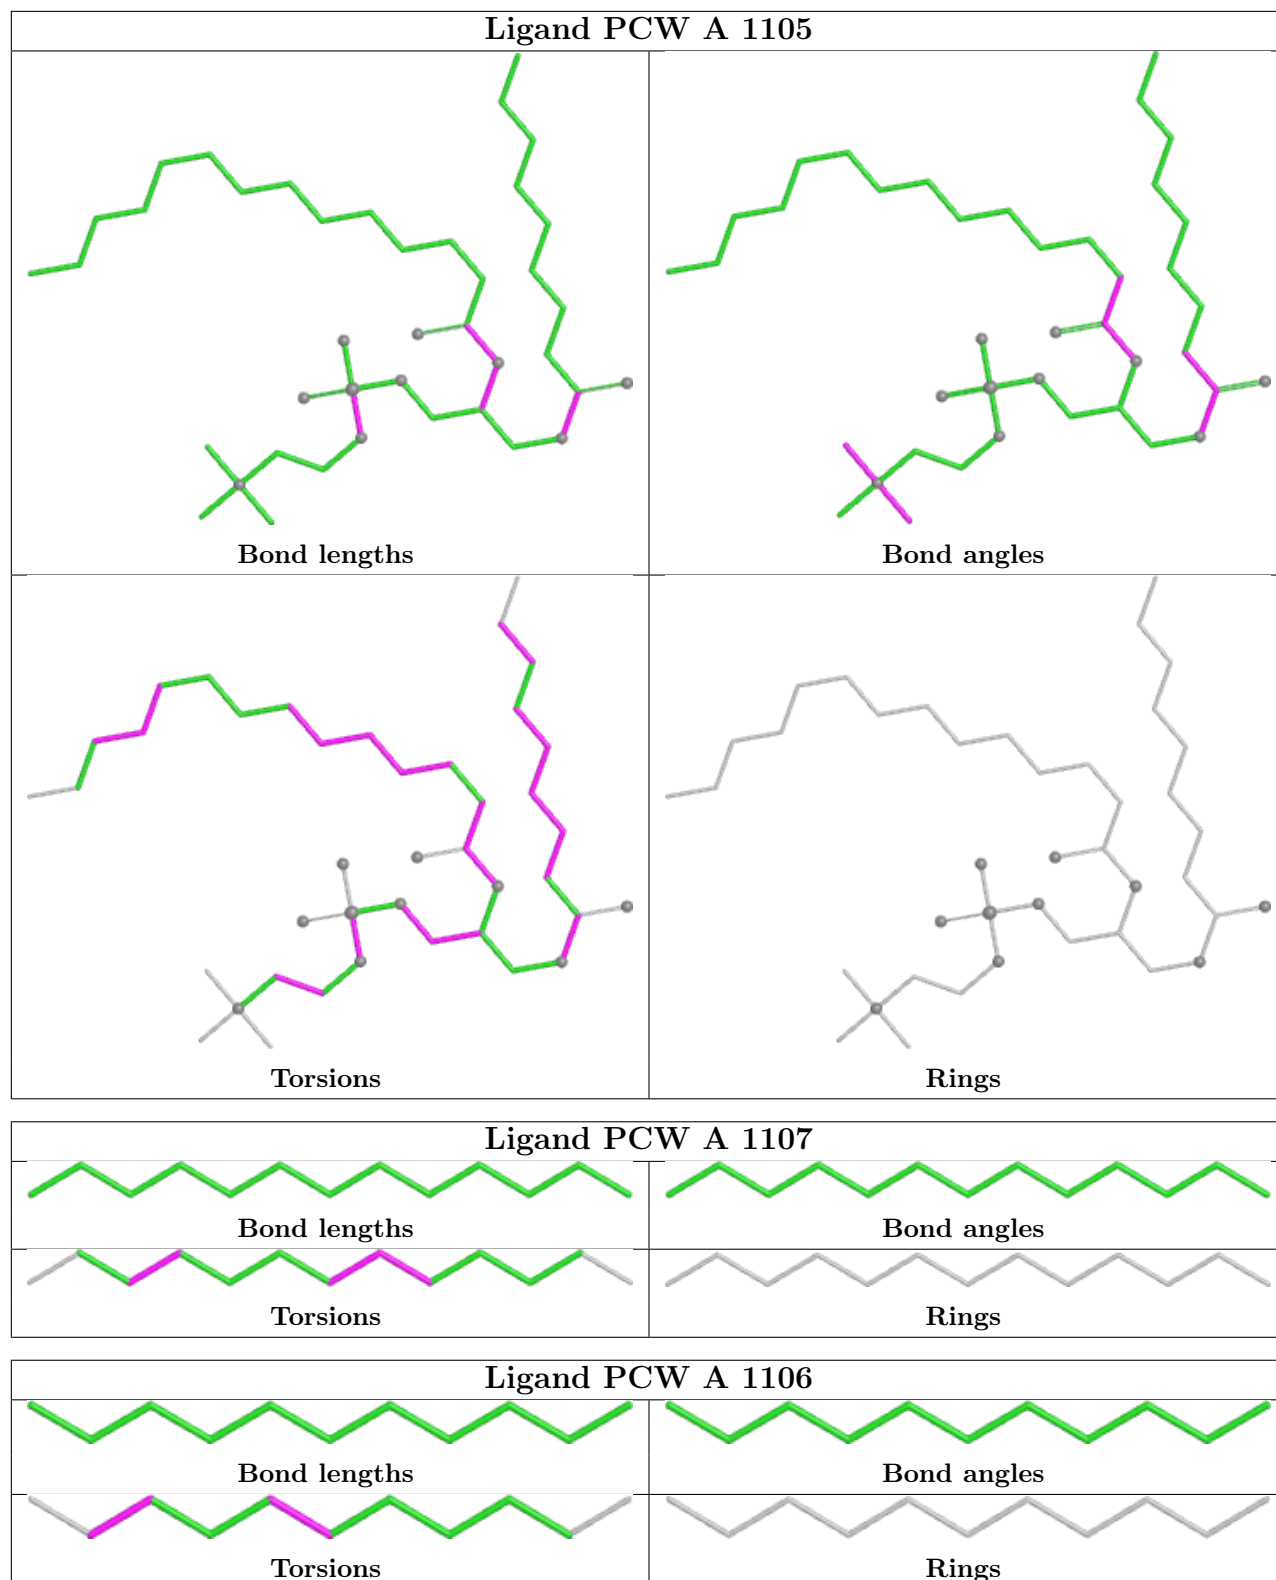 Ligand PCW A 1105
Bond lengths
Bond angles
Torsions
Rings
Ligand PCW A 1107
Bond lengths
Bond angles
Torsions
Rings
Ligand PCW A 1106
Bond lengths
Bond angles
Torsions
Rings